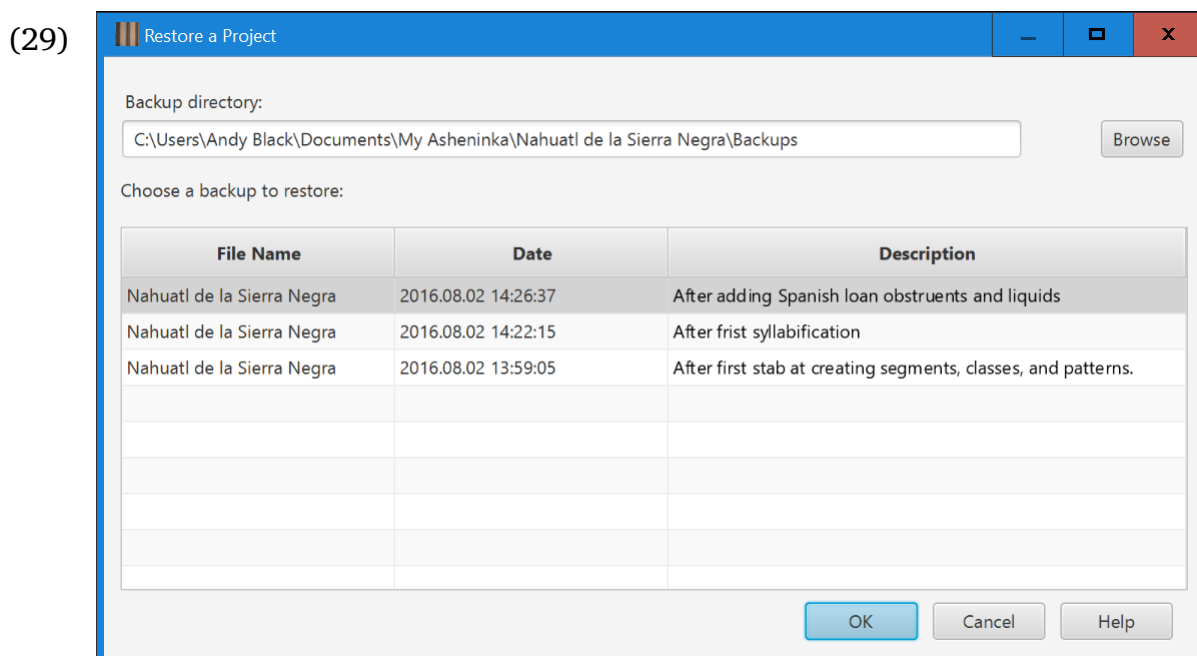 (29)
Restore a Project
Backup directory:
C:\Users\Andy Black\Documents\My Asheninka\Nahuatl de la Sierra Negra\Backups
Browse
Choose a backup to restore:
File Name Date Description
Nahuatl de la Sierra Negra 2016.08.02 14:26:37 After adding Spanish loan obstruents and liquids
Nahuatl de la Sierra Negra 2016.08.02 14:22:15 After frist syllabification
Nahuatl de la Sierra Negra 2016.08.02 13:59:05 After first stab at creating segments, classes, and patterns.
OK Cancel Help